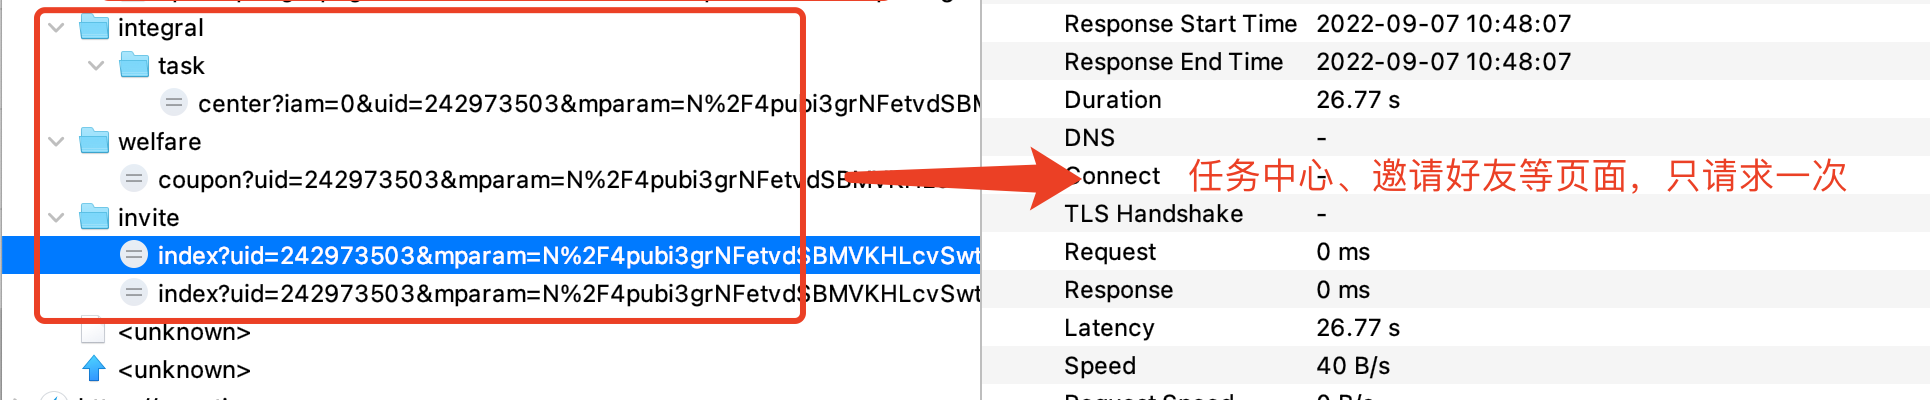 integral
task
center?iam=0&uid=242973503&mparam=N%2F4pubi3grNFetvdSBM
welfare
coupon?uid=242973503&mparam=N%2F4pubi3grNFetvdSBMVKHLc
invite
index?uid=242973503&mparam=N%2F4pubi3grNFetvdSBMVKHLcvSwt
index?uid=242973503&mparam=N%2F4pubi3grNFetvdSBMVKHLcvSwt
<unknown>
<unknown>
Response Start Time 2022-09-07 10:48:07
Response End Time 2022-09-07 10:48:07
Duration 26.77 s
DNS -
Connect -
任务中心、邀请好友等页面，只请求一次
TLS Handshake -
Request 0 ms
Response 0 ms
Latency 26.77 s
Speed 40 B/s
Request Speed 0 B/s